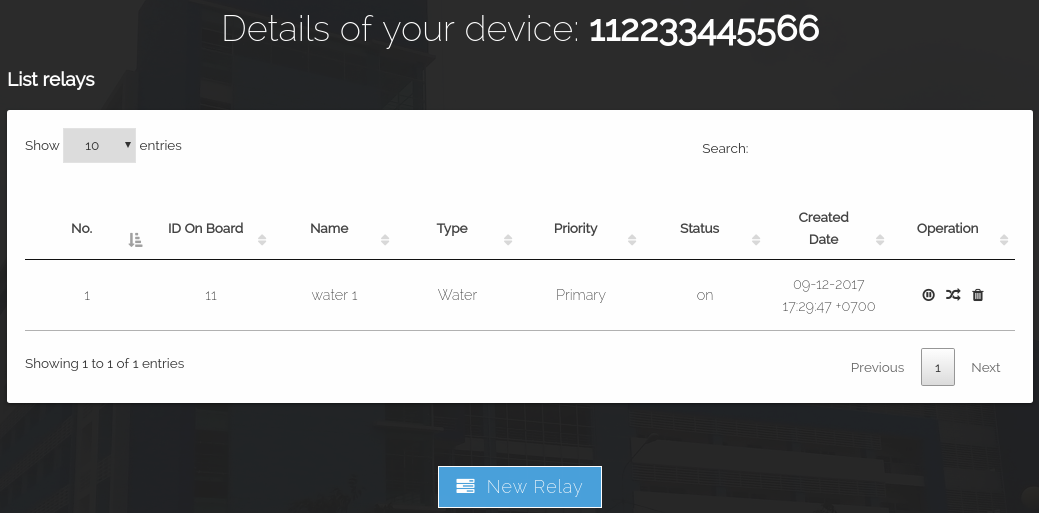 Details of your device: 112233445566
List relays
Show 10 entries
Search:
No. ID On Board Name Type Priority Status Created Date Operation
1 11 water 1 Water Primary on 09-12-2017 17:29:47 +0700
Showing 1 to 1 of 1 entries
Previous 1 Next
New Relay